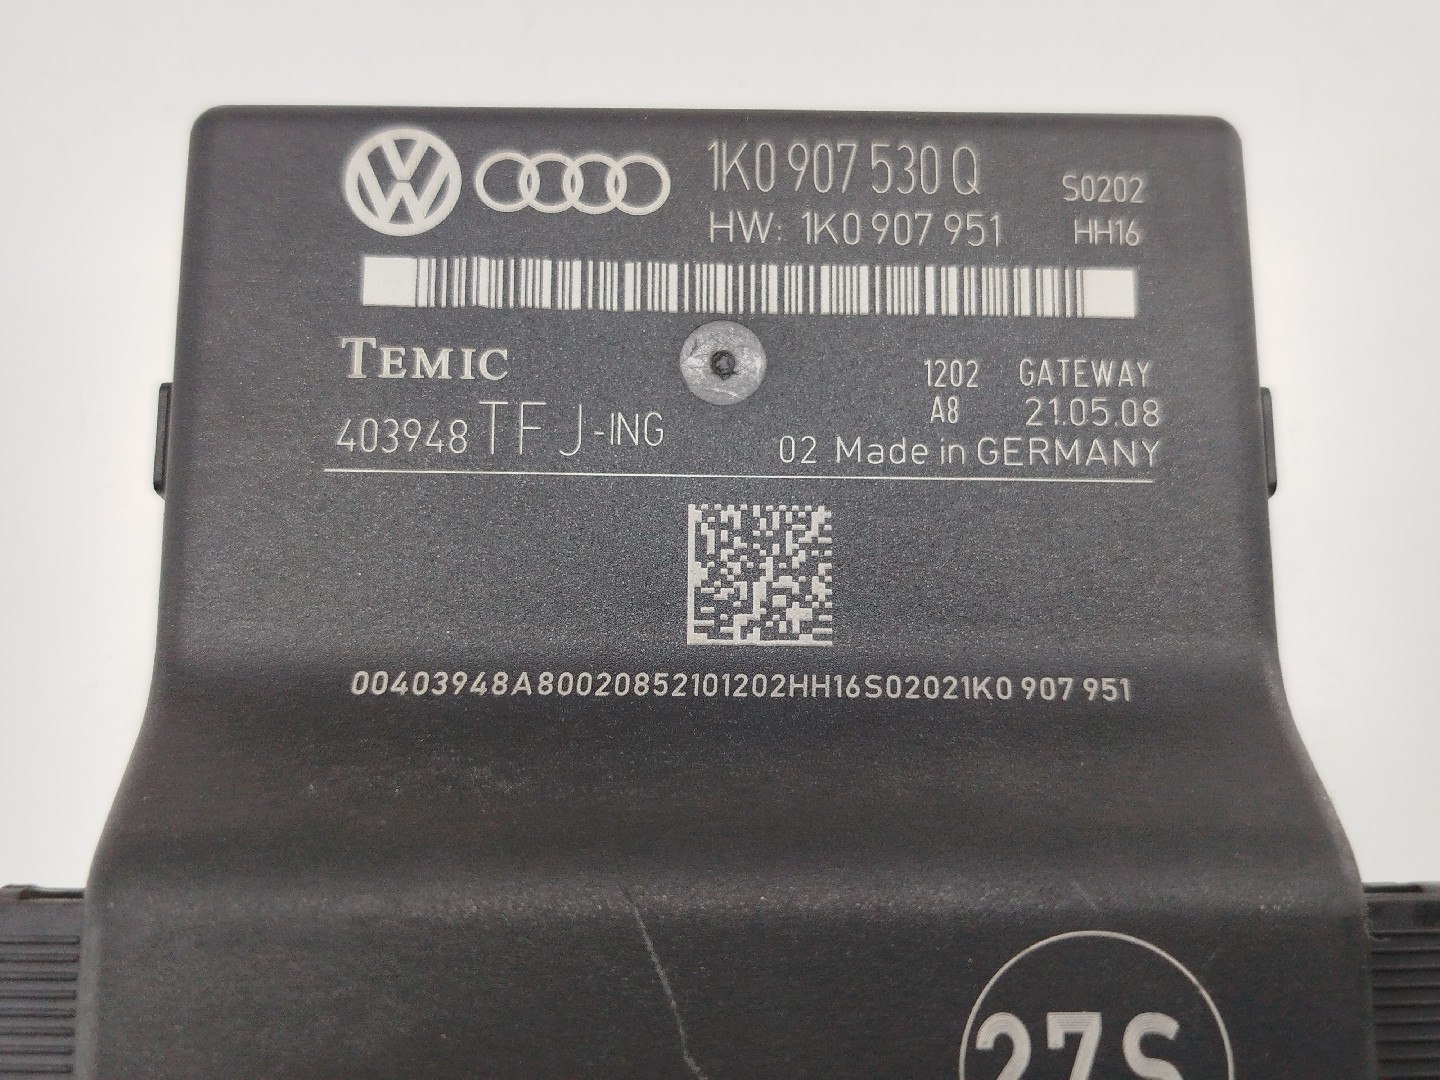 1K0 907 530 Q S0202
HW: 1K0 907 951 HH16
TEMIC 1202 GATEWAY
A8 21.05.08
403948 TFJ-ING
02 Made in GERMANY
00403948A80020852101202HH16S02021K0 907 951
27S